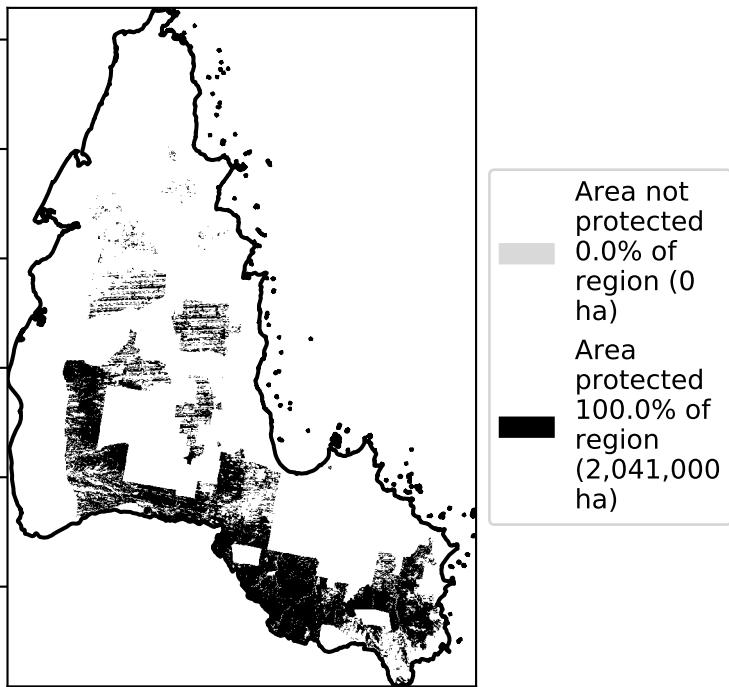 Area not
protected
0.0% of
region (0
ha)
Area
protected
100.0% of
region
(2,041,000
ha)